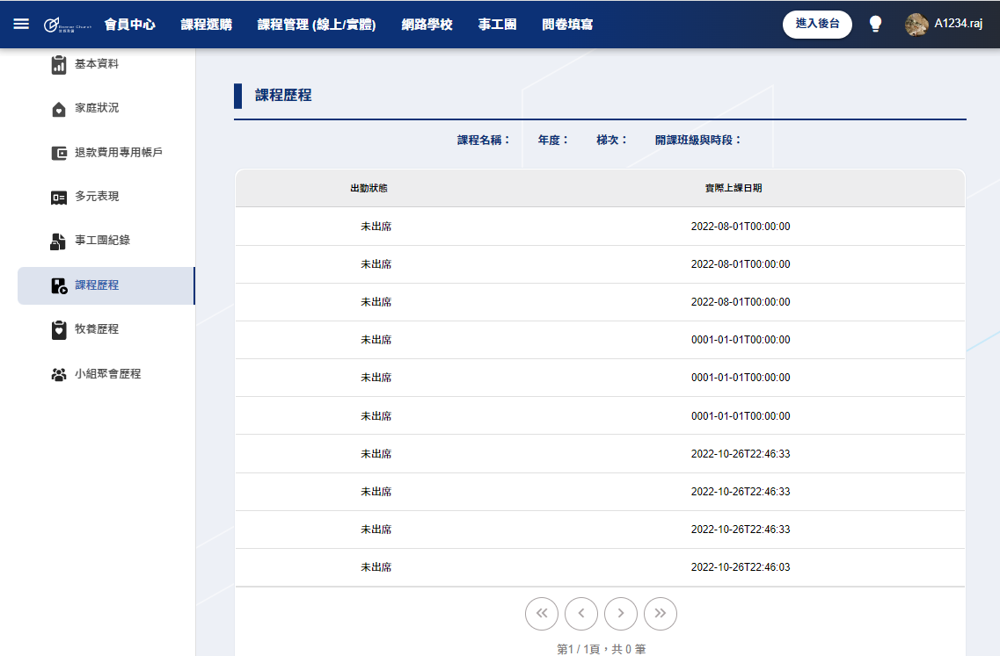 會員中心 課程選購 課程管理 (線上/實體) 網路學校 事工團 問卷填寫 進入後台 A1234.raj
基本資料
家庭狀況
退款費用專用帳戶
多元表現
事工團紀錄
課程歷程
牧養歷程
小組聚會歷程
課程歷程
課程名稱： 年度： 梯次： 開課班級與時段：
出勤狀態 實際上課日期
未出席 2022-08-01T00:00:00
未出席 2022-08-01T00:00:00
未出席 2022-08-01T00:00:00
未出席 0001-01-01T00:00:00
未出席 0001-01-01T00:00:00
未出席 0001-01-01T00:00:00
未出席 2022-10-26T22:46:33
未出席 2022-10-26T22:46:33
未出席 2022-10-26T22:46:33
未出席 2022-10-26T22:46:03
第1 / 1頁，共 0 筆